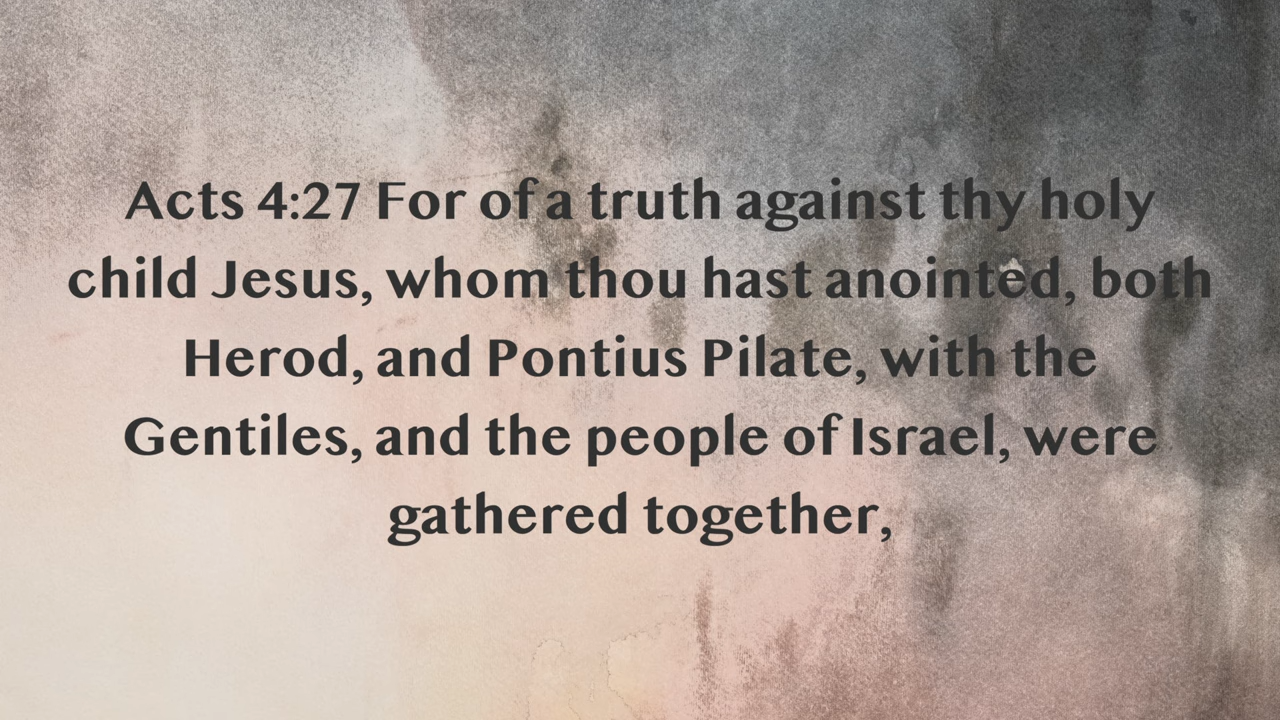 Acts 4:27 For of a truth against thy holy
child Jesus, whom thou hast anointed, both
Herod, and Pontius Pilate, with the
Gentiles, and the people of Israel, were
gathered together,